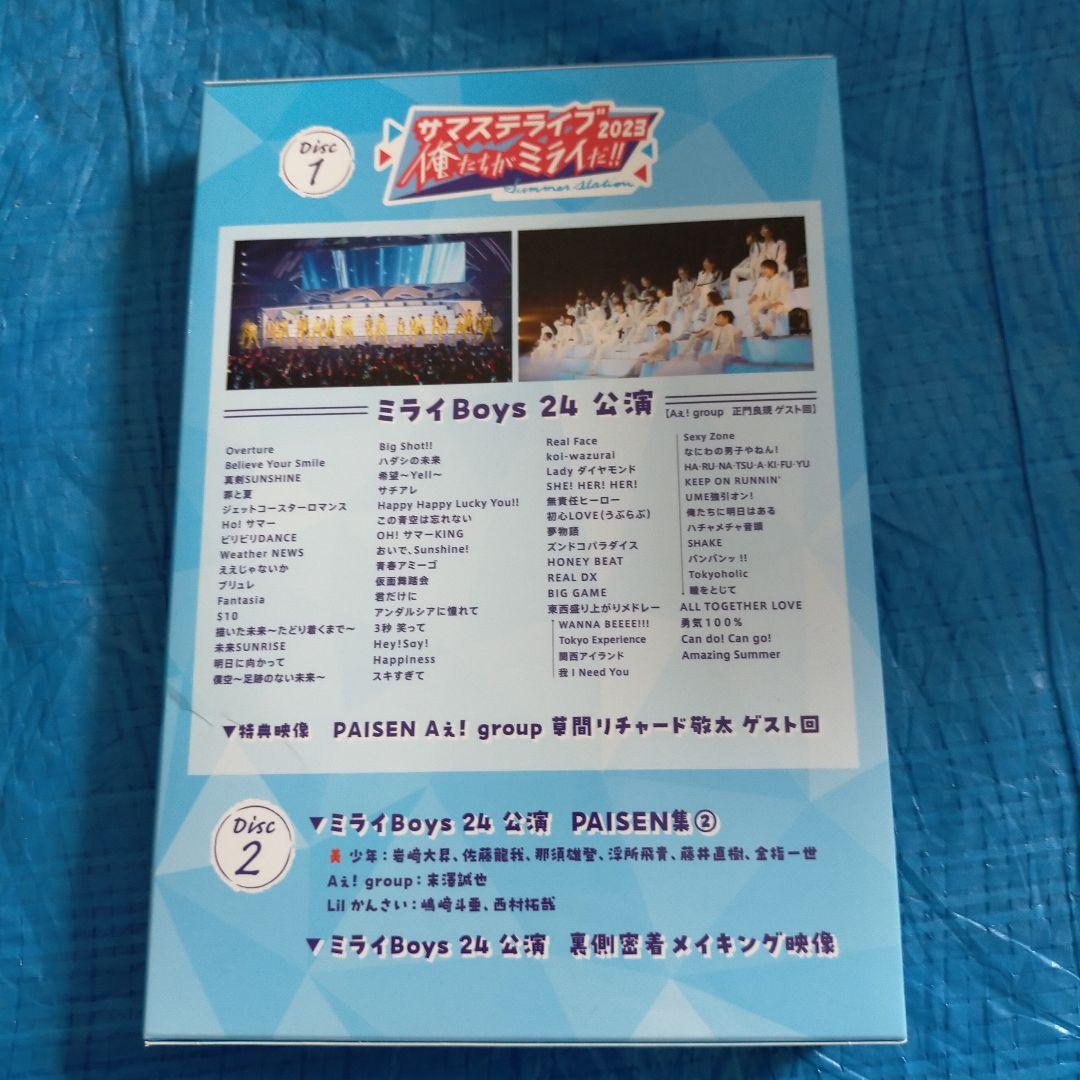 Disc
1
サマステライブ2023
俺たちがミライだ!!
Summer Station
ミライBoys 24 公演 【Aぇ! group 正門良規 ゲスト回】
Overture
Believe Your Smile
真剣SUNSHINE
罪と夏
ジェットコースターロマンス
Ho! サマー
ビリビリDANCE
Weather NEWS
ええじゃないか
ブリュレ
Fantasia
$10
描いた未来〜たどり着くまで〜
未来SUNRISE
明日に向かって
僕空〜足跡のない未来〜
Big Shot!!
ハダシの未来
希望〜Yell〜
サチアレ
Happy Happy Lucky You!!
この青空は忘れない
OH! サマーKING
おいで、Sunshine!
青春アミーゴ
仮面舞踏会
君だけに
アンダルシアに憧れて
3秒 笑って
Hey!Say!
Happiness
スキすぎて
Real Face
koi-wazurai
Lady ダイヤモンド
SHE! HER! HER!
無責任ヒーロー
初心LOVE(うぶらぶ)
夢物語
ズンドコパラダイス
HONEY BEAT
REAL DX
BIG GAME
東西盛り上がりメドレー
WANNA BEEEE!!!
Tokyo Experience
関西アイランド
我 I Need You
Sexy Zone
なにわの男子やねん!
HA·RU·NA·TSU·A·KI·FU·YU
KEEP ON RUNNIN'
UME強引オン!
俺たちに明日はある
ハチャメチャ音頭
SHAKE
バンバンッ!!
Tokyoholic
瞳をとじて
ALL TOGETHER LOVE
勇気100%
Can do! Can go!
Amazing Summer
▼特典映像 PAISEN Aぇ! group 草間リチャード敬太 ゲスト回
Disc
2
▼ミライBoys 24 公演 PAISEN集②
美 少年：岩﨑大昇、佐藤龍我、那須雄登、浮所飛貴、藤井直樹、金指一世
Aぇ! group：末澤誠也
Lil かんさい：嶋﨑斗亜、西村拓哉
▼ミライBoys 24 公演 裏側密着メイキング映像